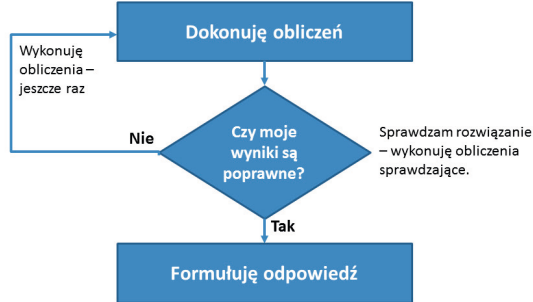 Dokonuję obliczeń
Wykonuję
obliczenia –
jeszcze raz
Nie
Czy moje
wyniki są
poprawne?
Sprawdzam rozwiązanie
– wykonuję obliczenia
sprawdzające.
Tak
Formułuję odpowiedź